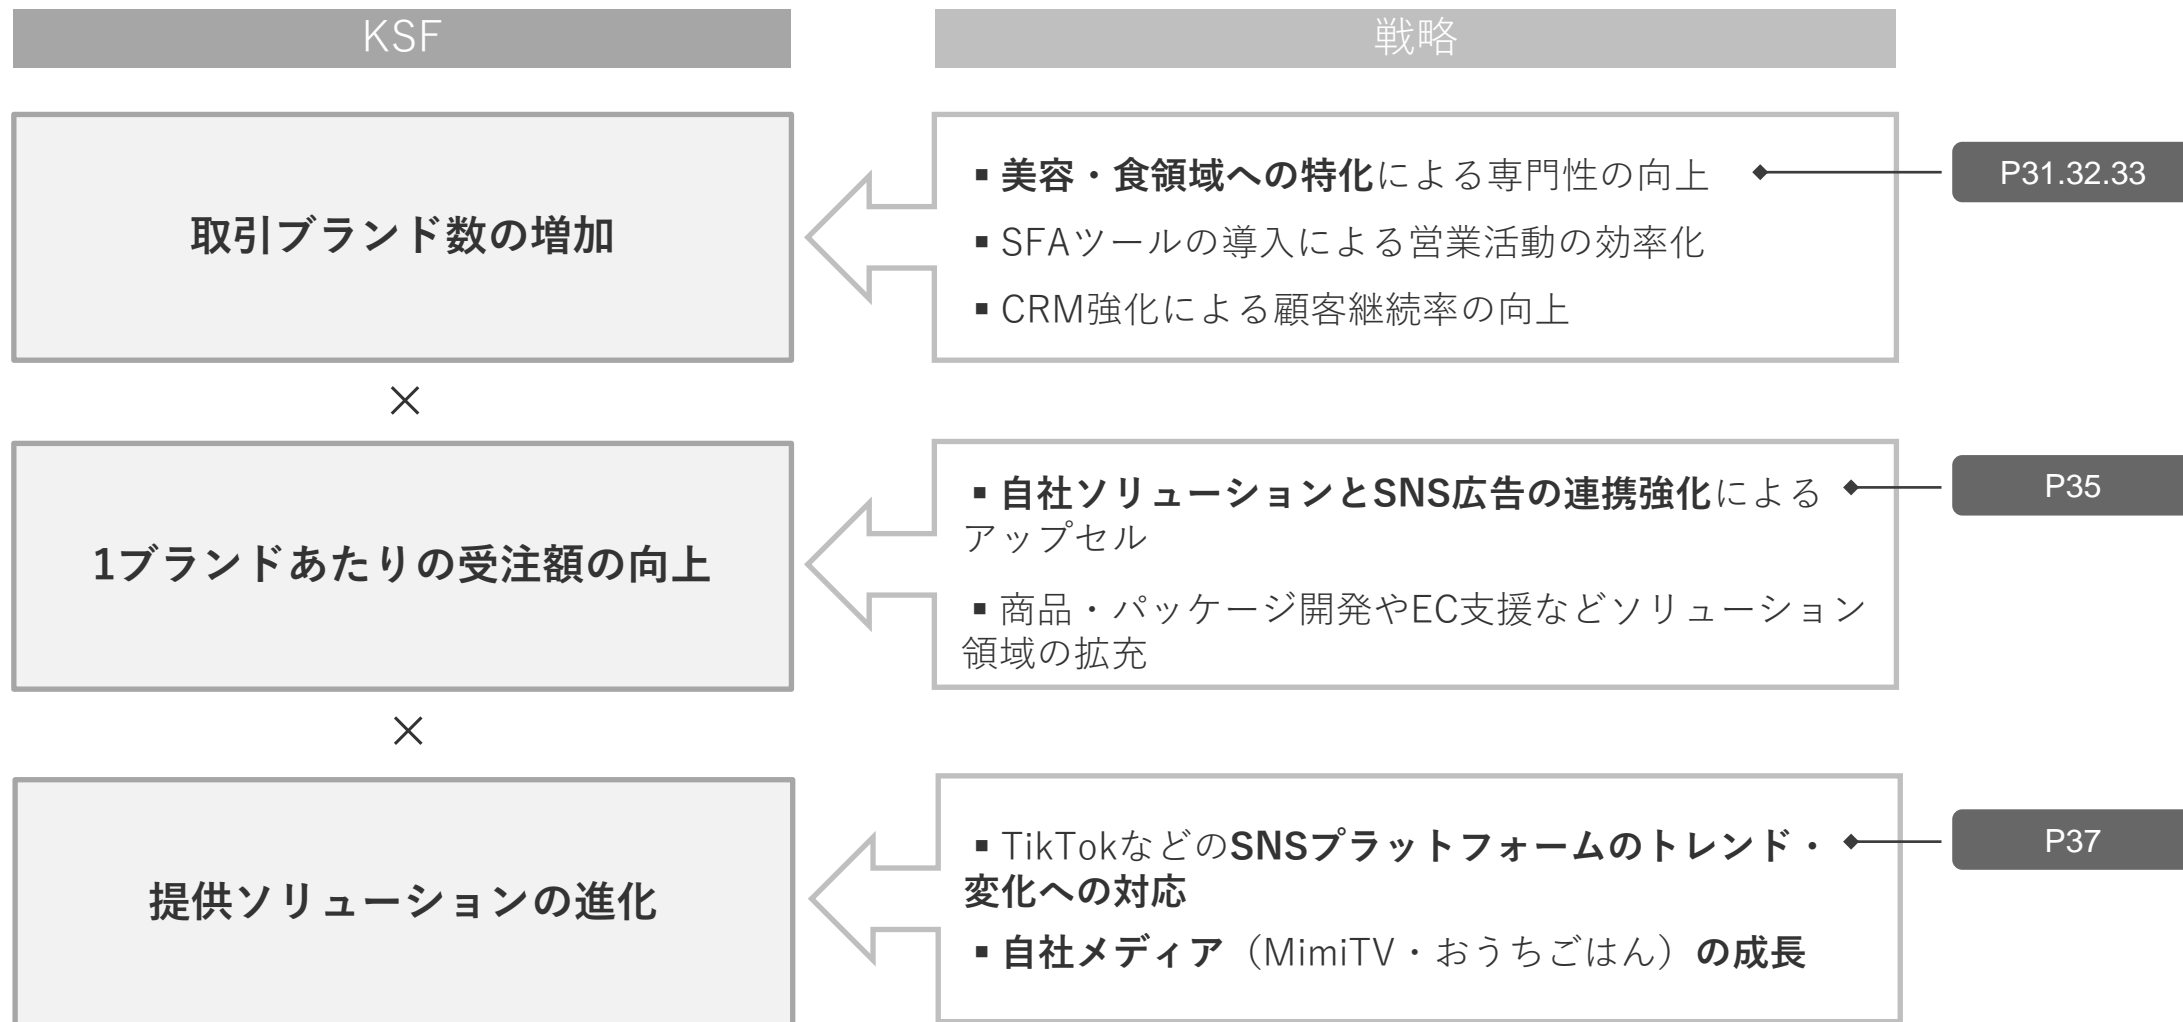 KSF
戦略
取引ブランド数の増加
▪美容・食領域への特化による専門性の向上
P31.32.33
▪SFAツールの導入による営業活動の効率化
▪CRM強化による顧客継続率の向上
×
1ブランドあたりの受注額の向上
▪自社ソリューションとSNS広告の連携強化による
アップセル
P35
▪商品・パッケージ開発やEC支援などソリューション
領域の拡充
×
提供ソリューションの進化
▪TikTokなどのSNSプラットフォームのトレンド・
変化への対応
P37
▪自社メディア（MimiTV・おうちごはん）の成長